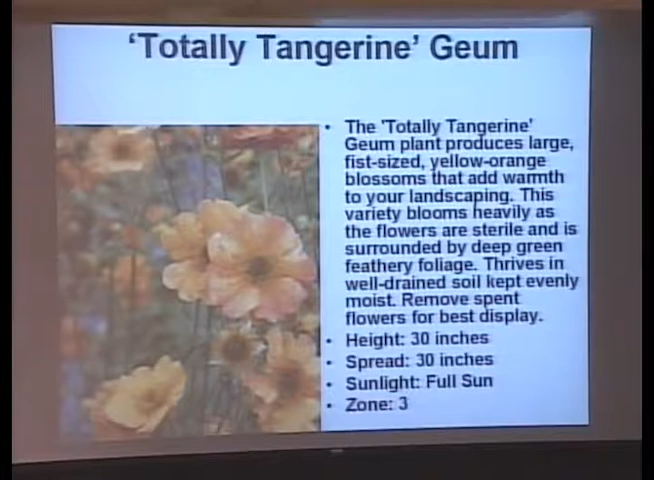 ‘Totally Tangerine’ Geum
• The 'Totally Tangerine'
Geum plant produces large,
fist-sized, yellow-orange
blossoms that add warmth
to your landscaping. This
variety blooms heavily as
the flowers are sterile and is
surrounded by deep green
feathery foliage. Thrives in
well-drained soil kept evenly
moist. Remove spent
flowers for best display.
• Height: 30 inches
• Spread: 30 inches
• Sunlight: Full Sun
• Zone: 3